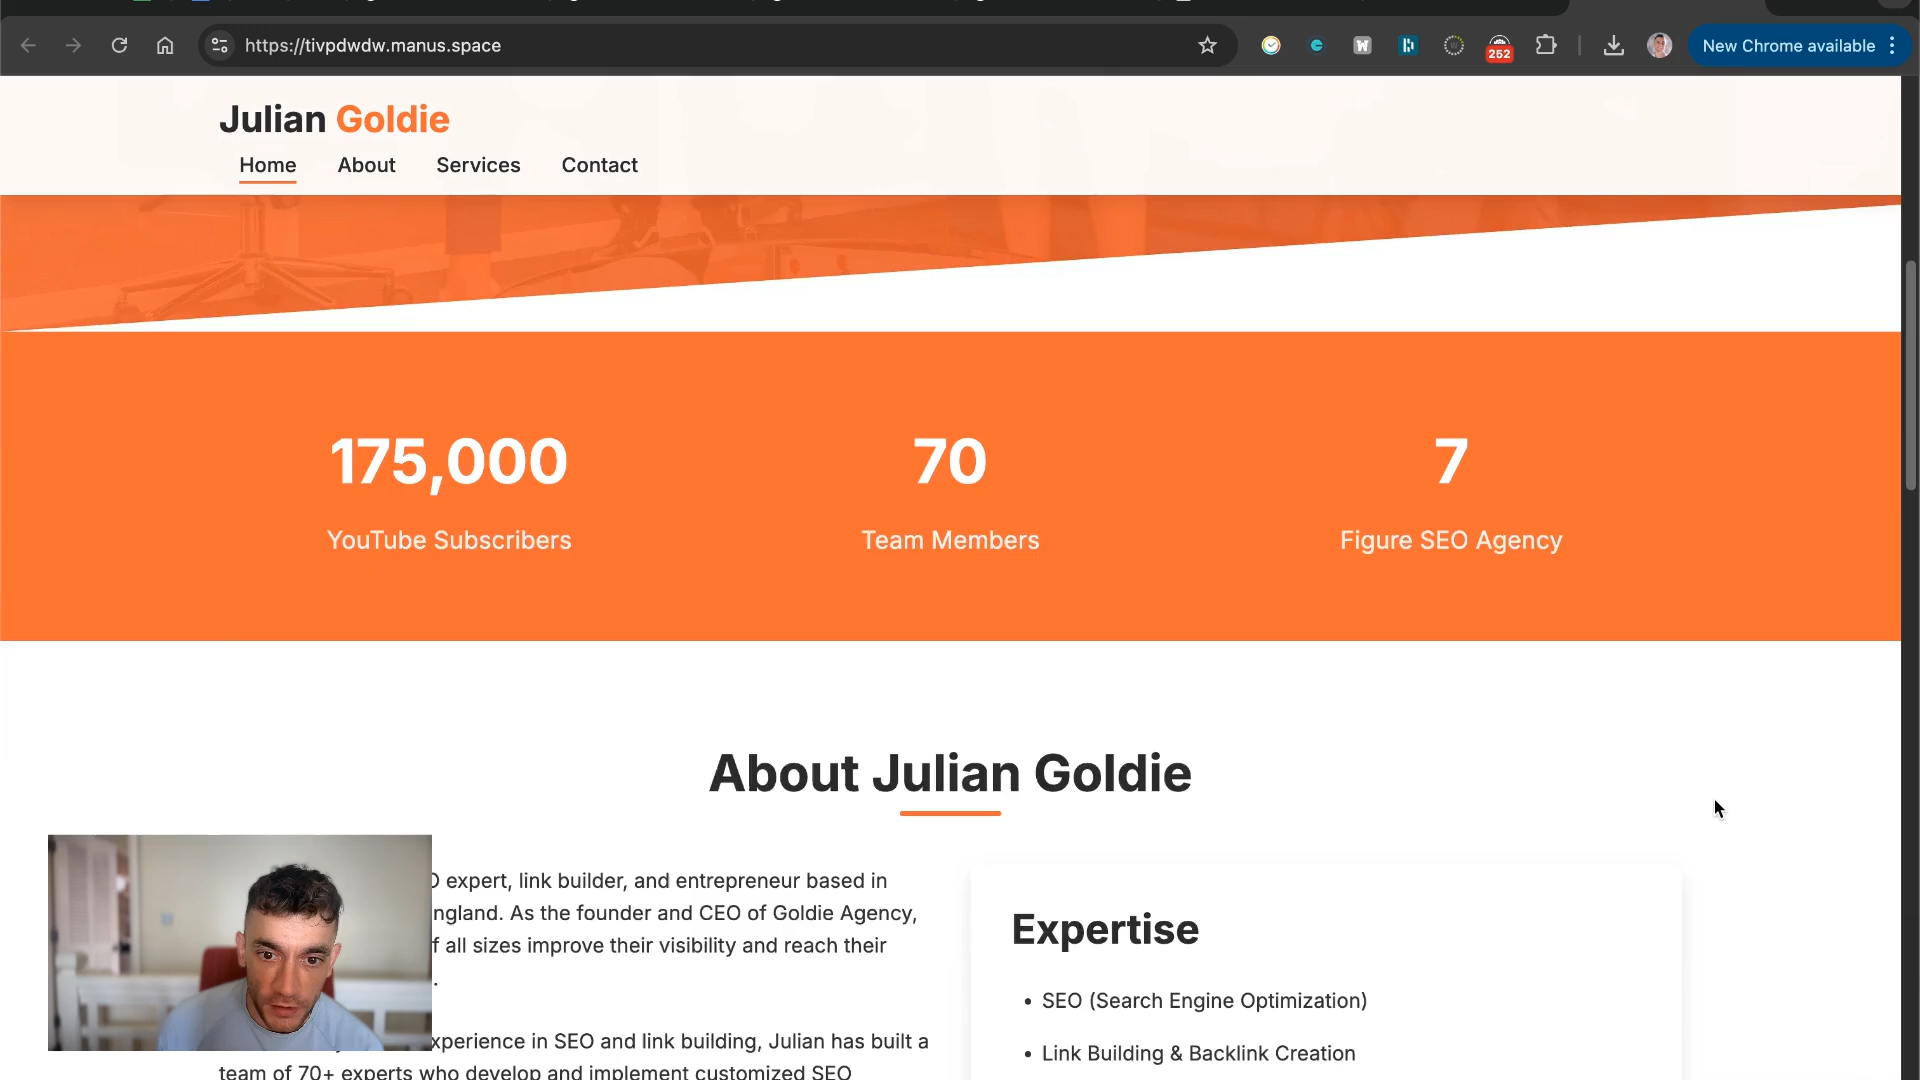 https://tivpdwdw.manus.space
252
New Chrome available
Julian Goldie
Home About Services Contact
175,000
YouTube Subscribers
70
Team Members
7
Figure SEO Agency
About Julian Goldie
expert, link builder, and entrepreneur based in
ngland. As the founder and CEO of Goldie Agency,
f all sizes improve their visibility and reach their
.
xperience in SEO and link building, Julian has built a
team of 70+ experts who develop and implement customized SEO
Expertise
• SEO (Search Engine Optimization)
• Link Building & Backlink Creation